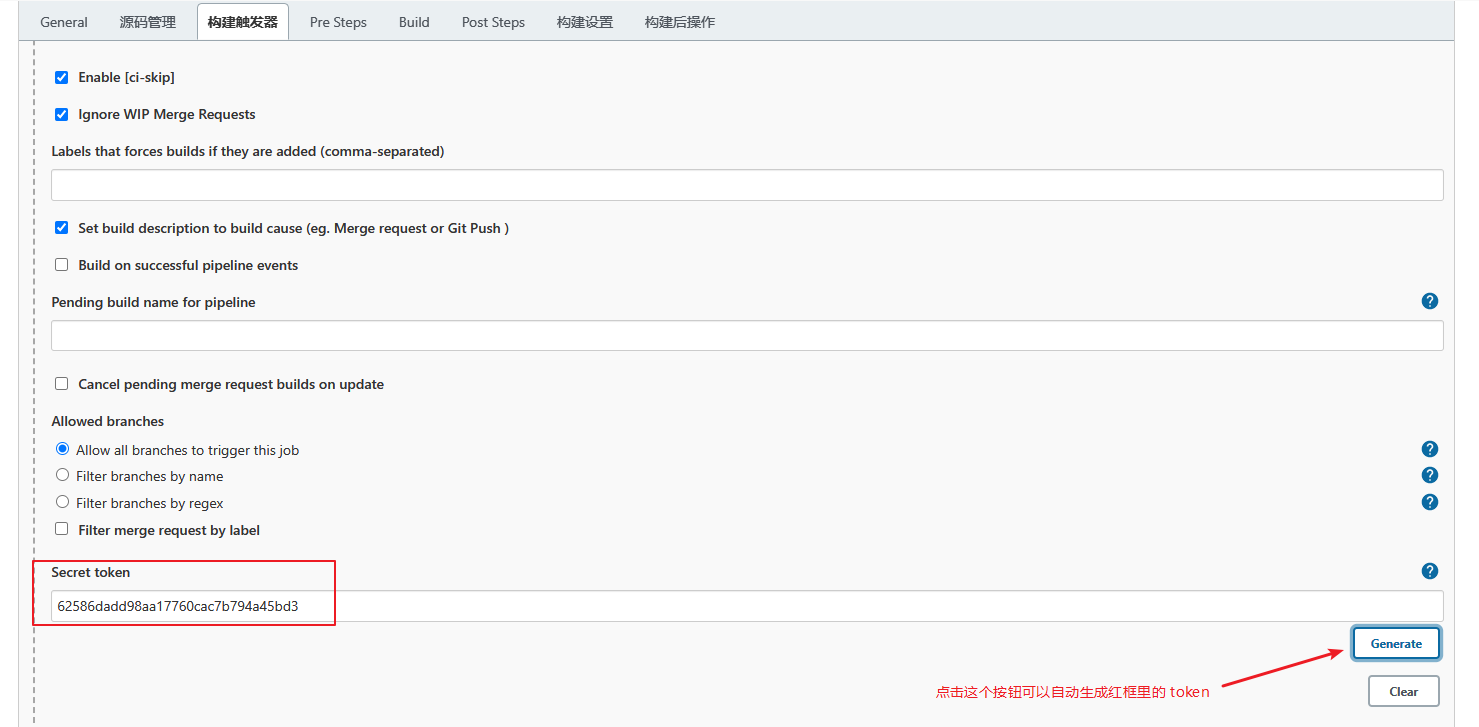 General 源码管理 构建触发器 Pre Steps Build Post Steps 构建设置 构建后操作
Enable [ci-skip]
Ignore WIP Merge Requests
Labels that forces builds if they are added (comma-separated)
Set build description to build cause (eg. Merge request or Git Push )
Build on successful pipeline events
Pending build name for pipeline
?
Cancel pending merge request builds on update
Allowed branches
Allow all branches to trigger this job
?
Filter branches by name
?
Filter branches by regex
?
Filter merge request by label
Secret token
?
62586dadd98aa17760cac7b794a45bd3
Generate
点击这个按钮可以自动生成红框里的 token
Clear